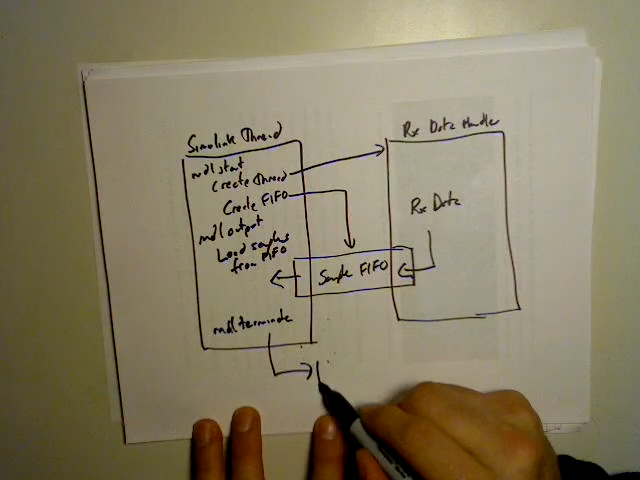 Simulink Thread
mdlstart
Create Thread
Create FIFO
mdloutput
Load samples
from FIFO
mdlterminate
Sample FIFO
Rx Data Handler
Rx Data